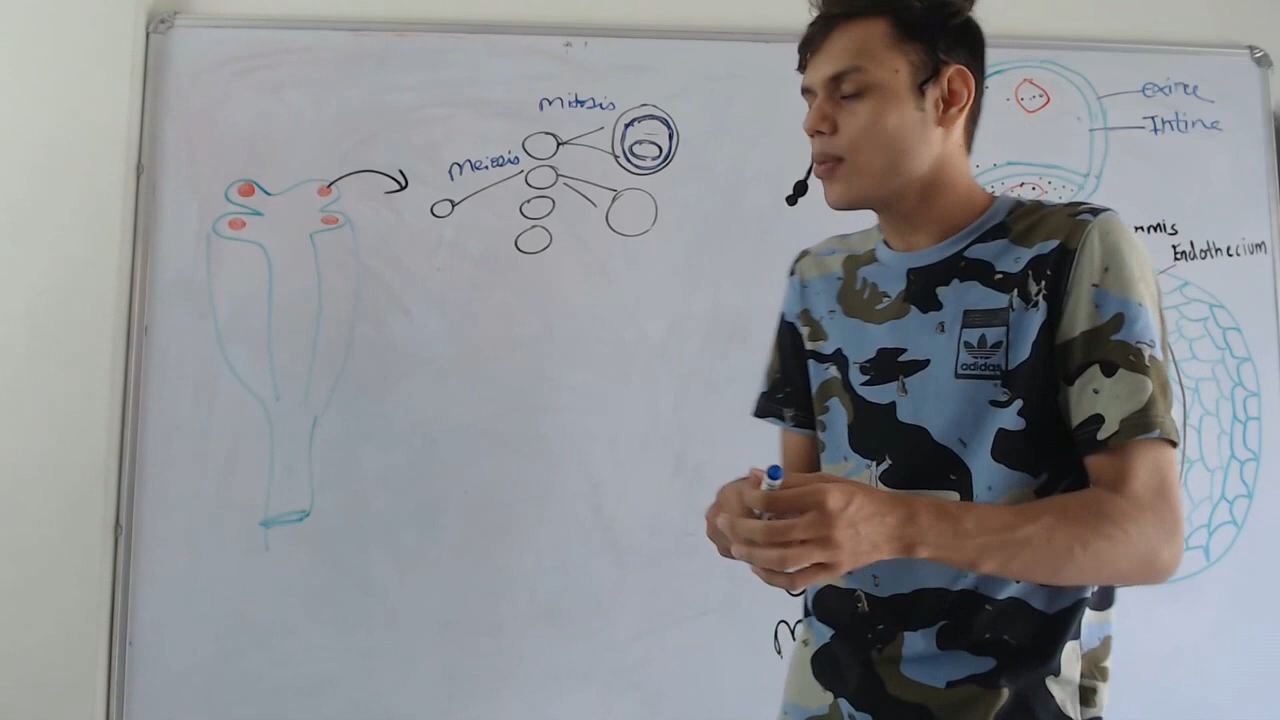 Mitosis
Meiosis
exine
Intine
rmis
Endothecium
adidas